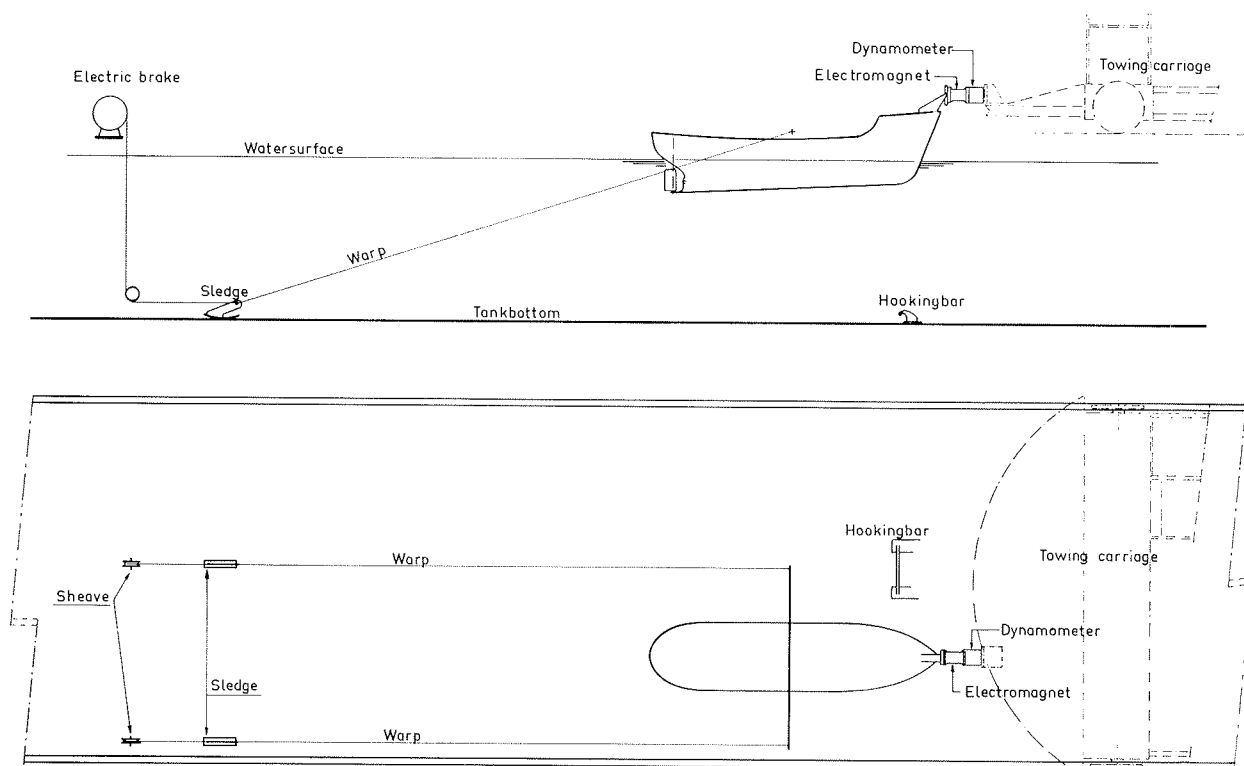 Dynamometer
Electric brake
Electromagnet
Towing carriage
Watersurface
Warp
Sledge
Hookingbar
Tankbottom
Hookingbar
Warp
Towing carriage
Sheave
Dynamometer
Sledge
Electromagnet
Warp